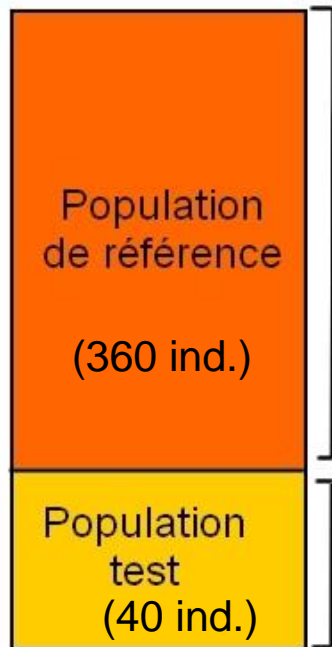 Population
de référence
(360 ind.)
Population
test
(40 ind.)